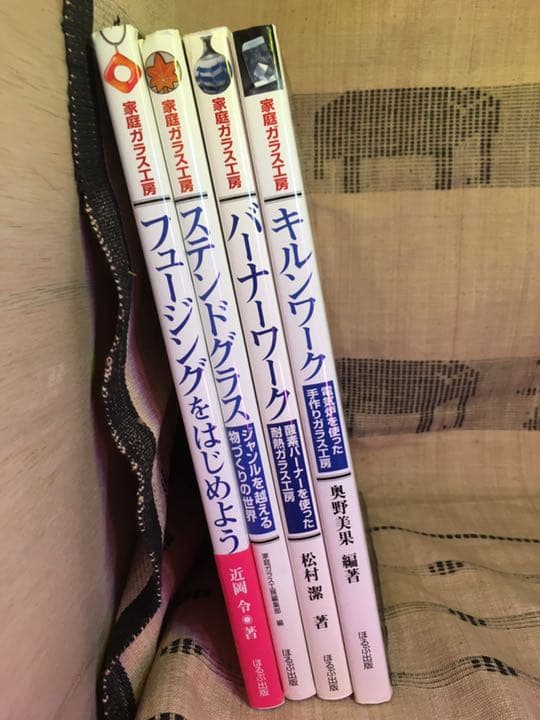 家庭ガラス工房
フュージングをはじめよう
近岡 令●著
ほるぷ出版
家庭ガラス工房
ステンドグラス
ジャンルを越える
物づくりの世界
家庭ガラス工房編集部 編
ほるぷ出版
家庭ガラス工房
バーナーワーク
酸素バーナーを使った
耐熱ガラス工房
松村 潔 著
ほるぷ出版
家庭ガラス工房
キルンワーク
電気炉を使った
手作りガラス工房
奥野美果 編著
ほるぷ出版